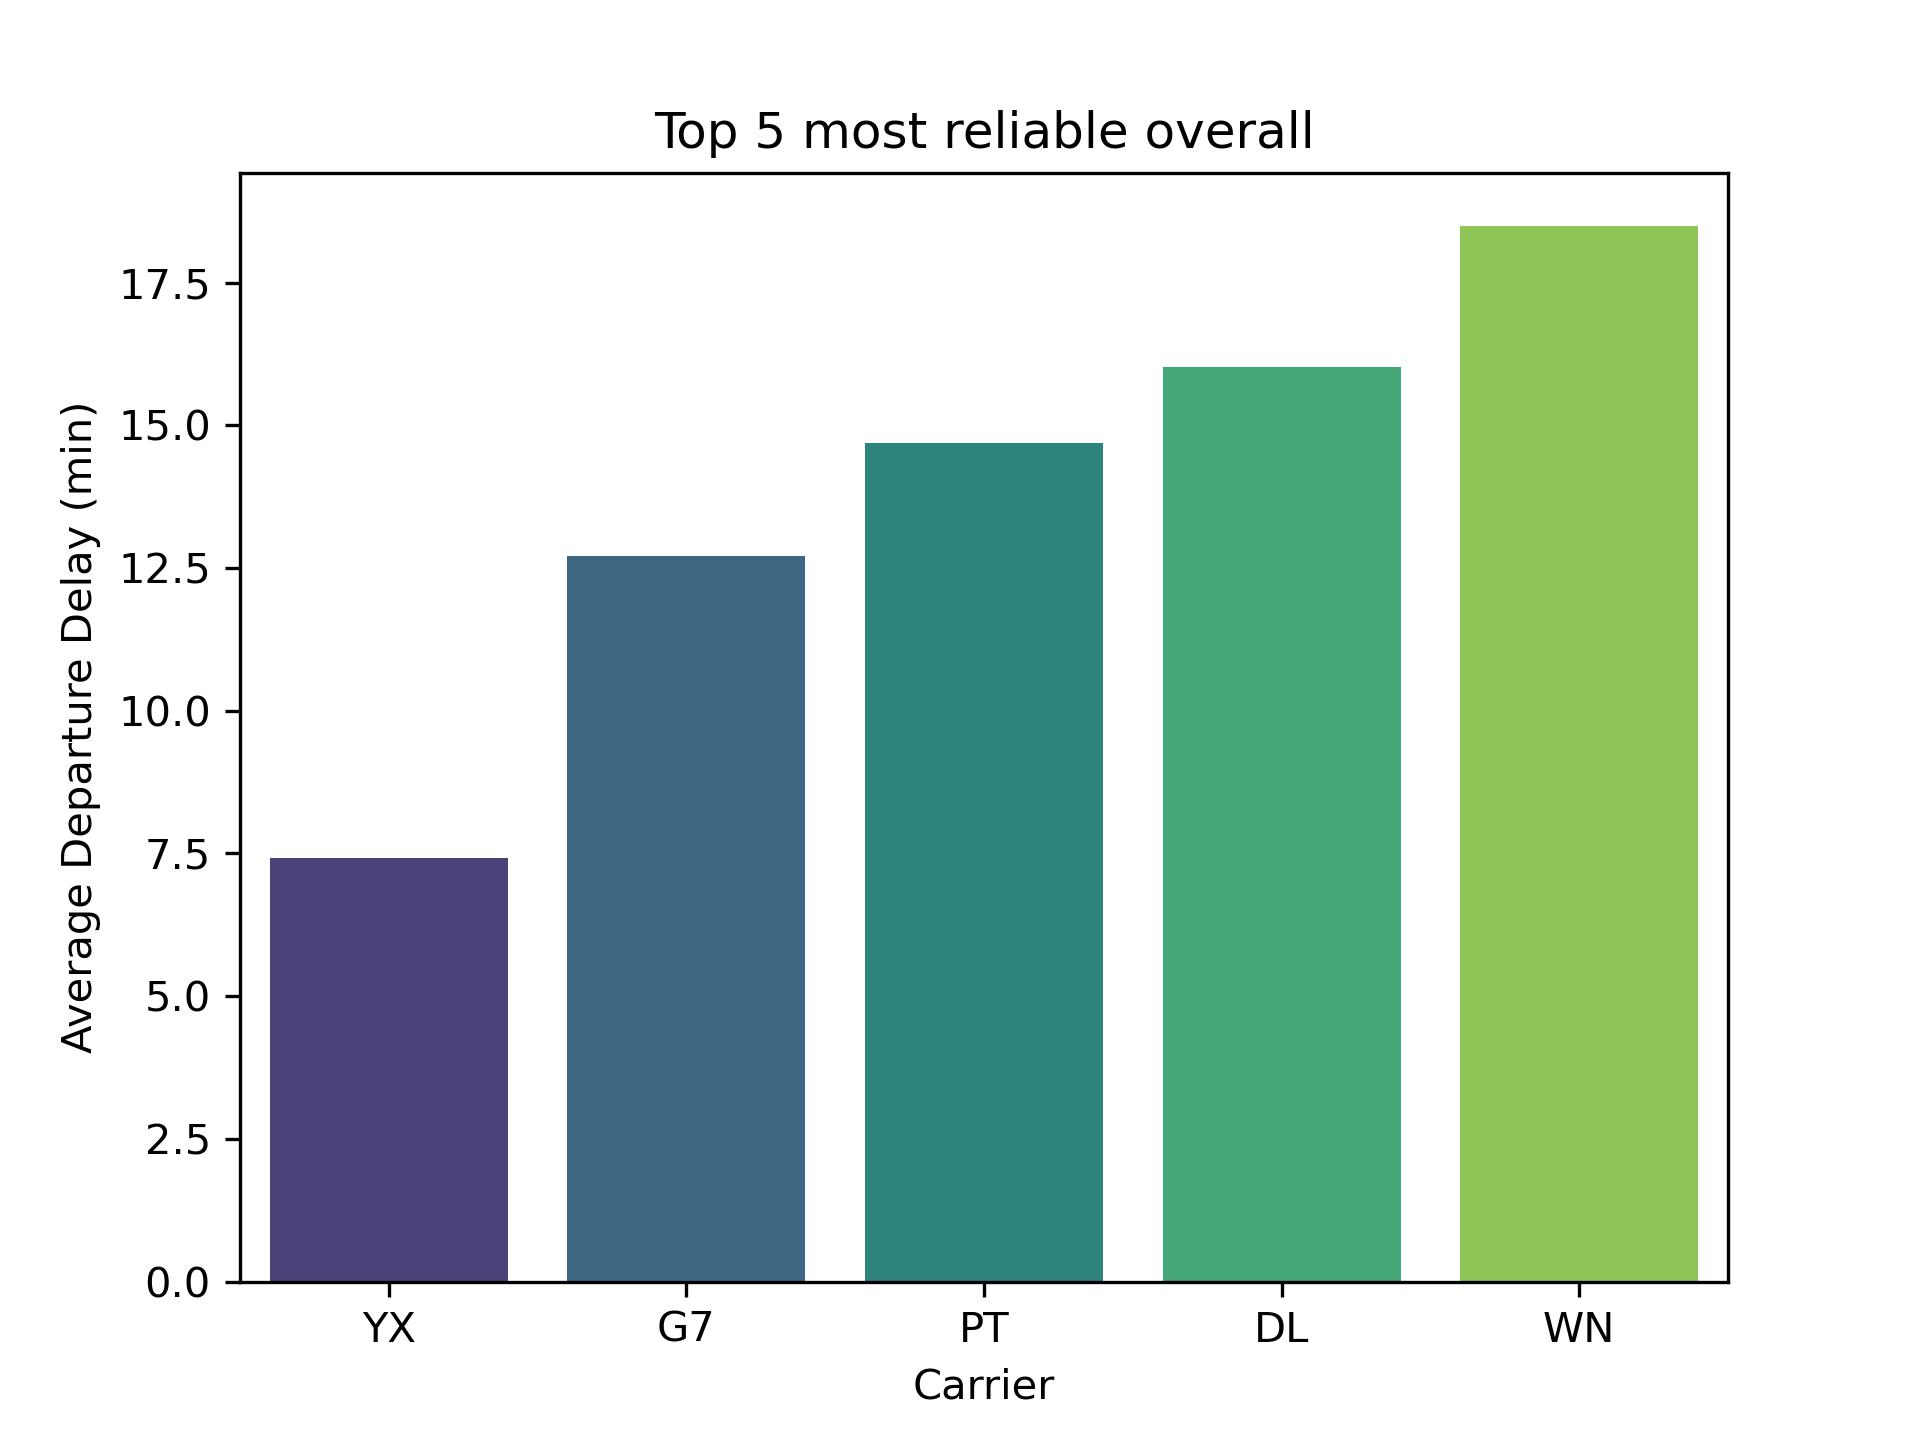 Top 5 most reliable overall
Average Departure Delay (min)
17.5
15.0
12.5
10.0
7.5
5.0
2.5
0.0
YX G7 PT DL WN
Carrier